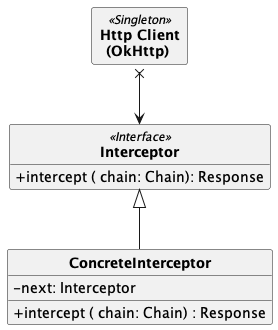 «Singleton»
Http Client
(OkHttp)
«Interface»
Interceptor
+intercept ( chain: Chain): Response
ConcreteInterceptor
-next: Interceptor
+intercept ( chain: Chain) : Response